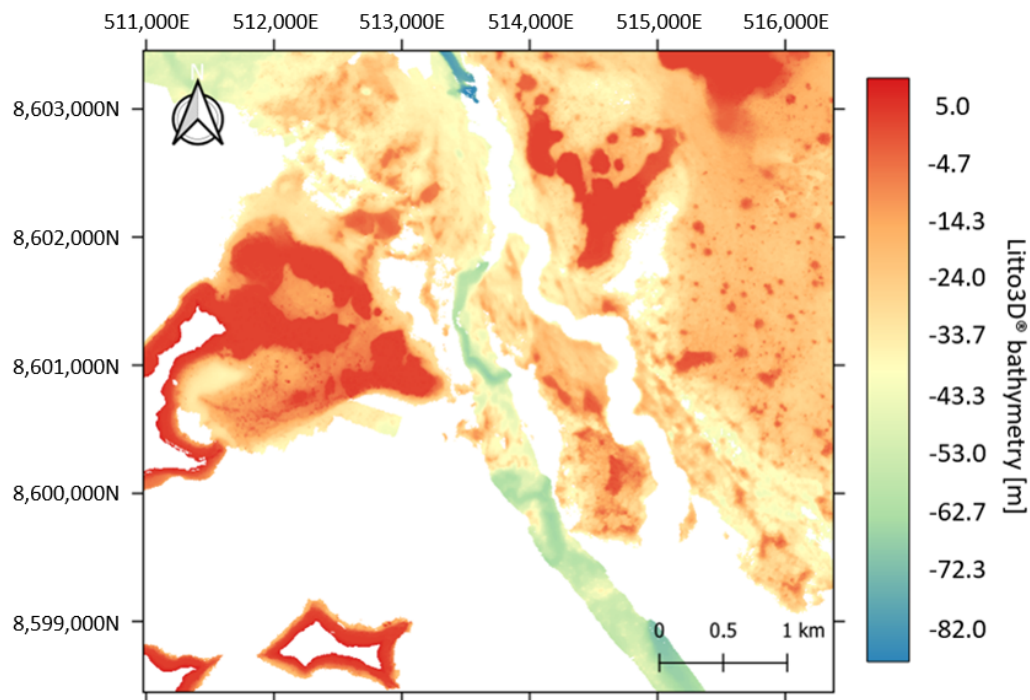 511,000E 512,000E 513,000E 514,000E 515,000E 516,000E
N
8,603,000N
8,602,000N
8,601,000N
8,600,000N
8,599,000N
0 0.5 1 km
5.0
-4.7
-14.3
-24.0
-33.7
-43.3
-53.0
-62.7
-72.3
-82.0
Litto3D® bathymetry [m]